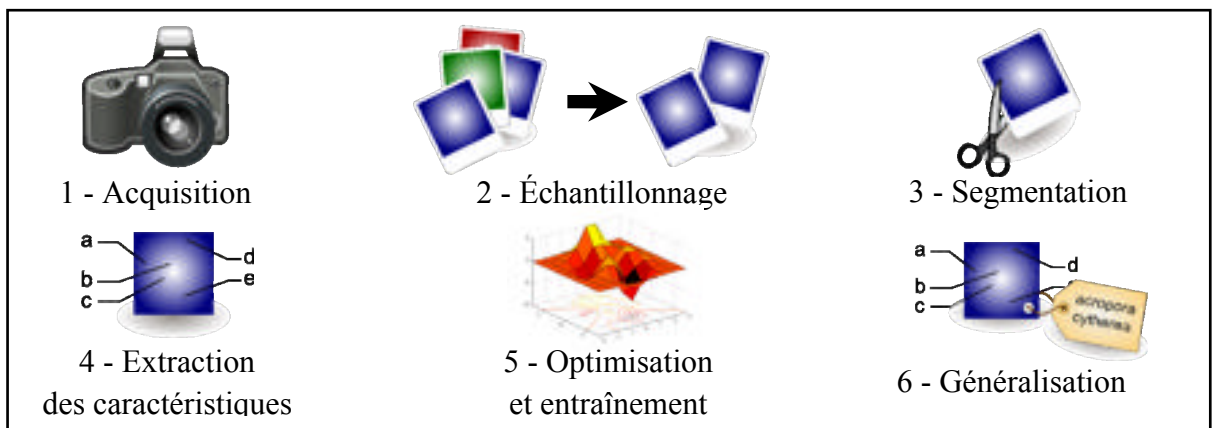 1 - Acquisition
2 - Échantillonnage
3 - Segmentation
a
b
c
d
e
4 - Extraction
des caractéristiques
5 - Optimisation
et entraînement
a
b
c
d
acropora
cytherea
6 - Généralisation